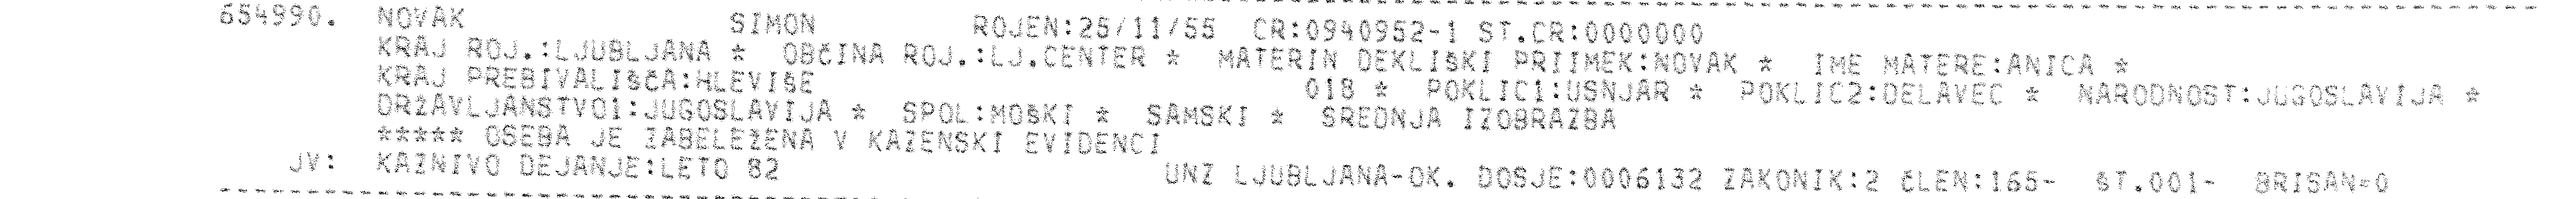 654990. NOVAK SIMON ROJEN:25/11/55 CR:0940952-1 ST.CR:0000000
KRAJ ROJ.:LJUBLJANA * OBČINA ROJ.:LJ.CENTER * MATERIN DEKLIŠKI PRIIMEK:NOVAK * IME MATERE:ANICA *
KRAJ PREBIVALIŠČA:HLEVIŠE 018 * POKLIC1:USNJAR * POKLIC2:DELAVEC * NARODNOST:JUGOSLAVIJA *
DRŽAVLJANSTVO1:JUGOSLAVIJA * SPOL:MOŠKI * SAMSKI * SREDNJA IZOBRAZBA
***** OSEBA JE ZABELEŽENA V KAZENSKI EVIDENCI
JV: KAZNIVO DEJANJE:LETO 82 UNZ LJUBLJANA-OK. DOSJE:0006132 ZAKONIK:2 ČLEN:165- ŠT.001- BRISAN=0